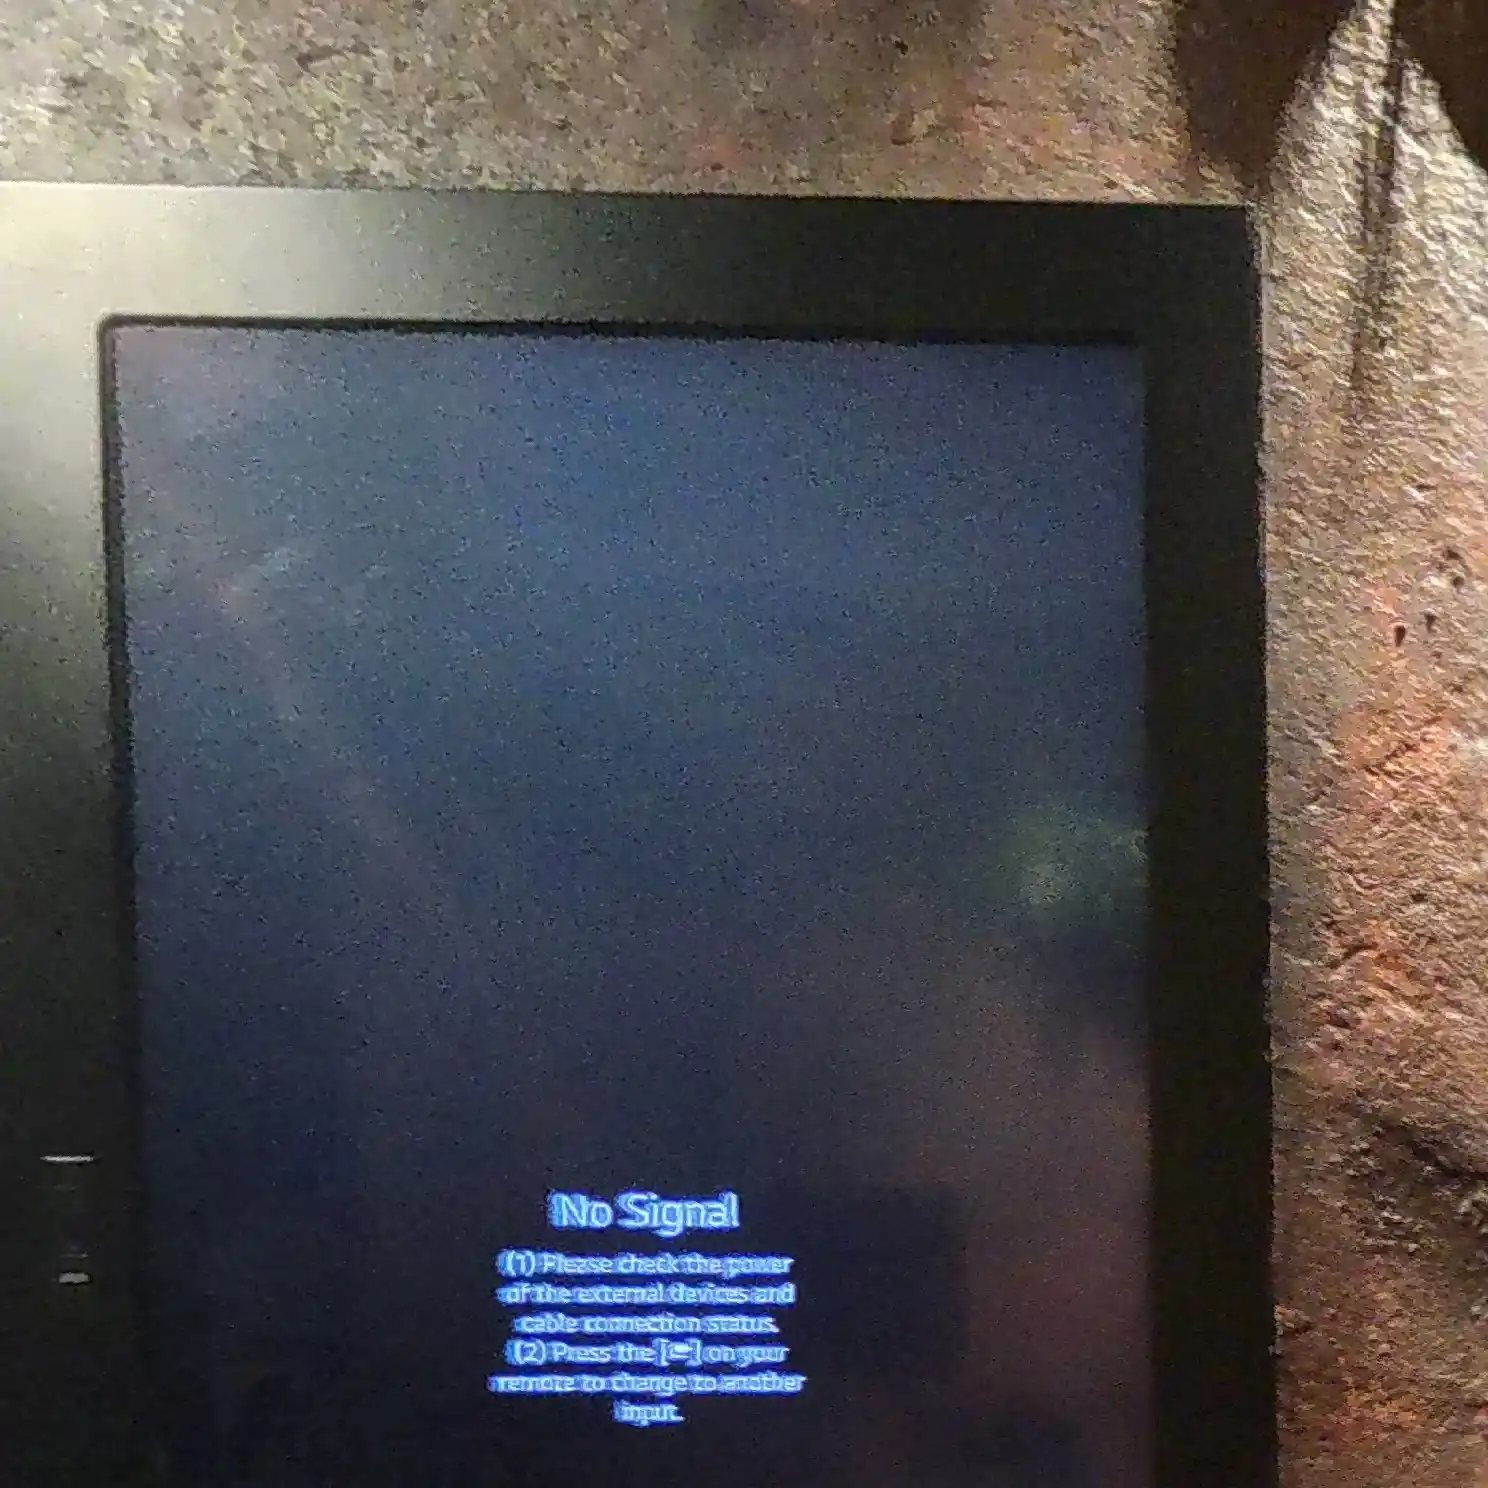 No Signal
(1) Please check the power
of the external devices and
cable connection status.
(2) Press the [ ] on your
remote to change to another
input.